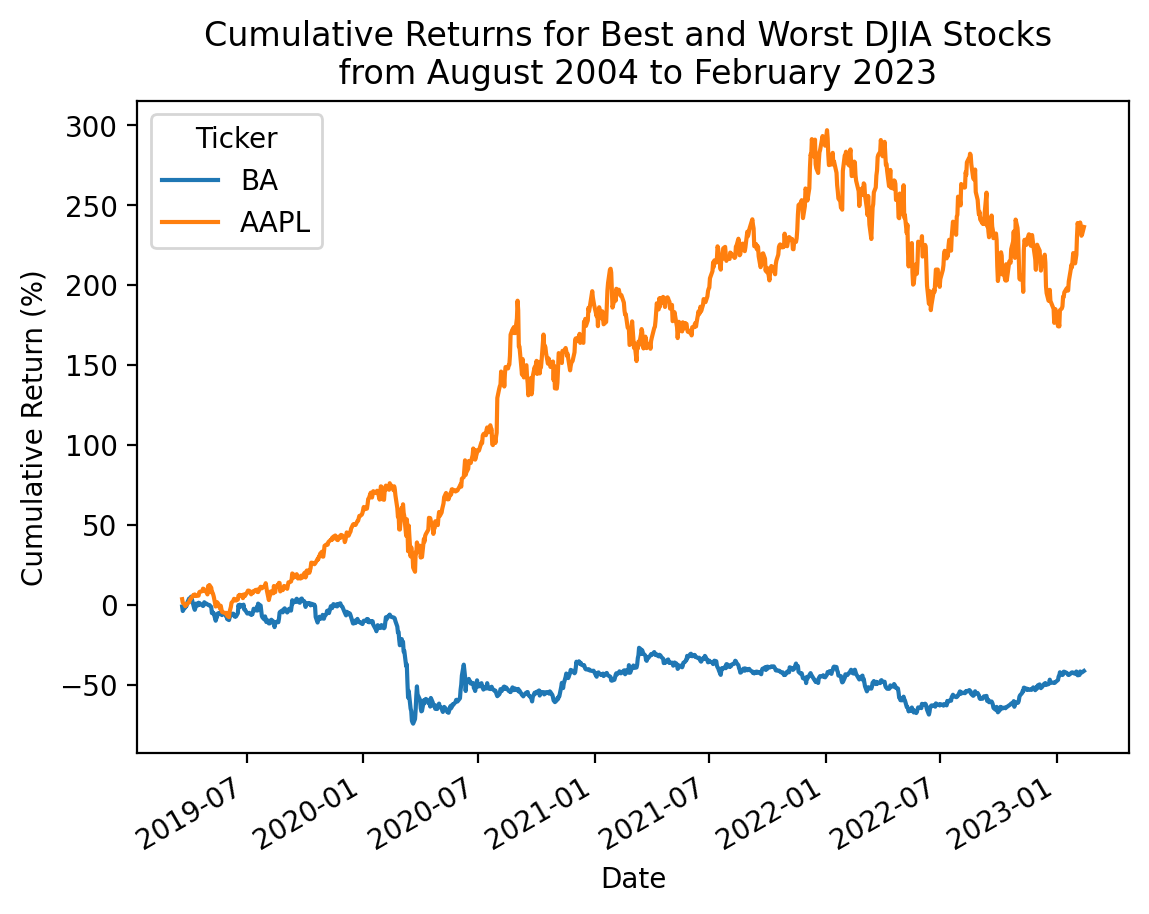 Cumulative Returns for Best and Worst DJIA Stocks
from August 2004 to February 2023
Ticker
BA
AAPL
Cumulative Return (%)
300
250
200
150
100
50
0
−50
2019-07
2020-01
2020-07
2021-01
2021-07
2022-01
2022-07
2023-01
Date